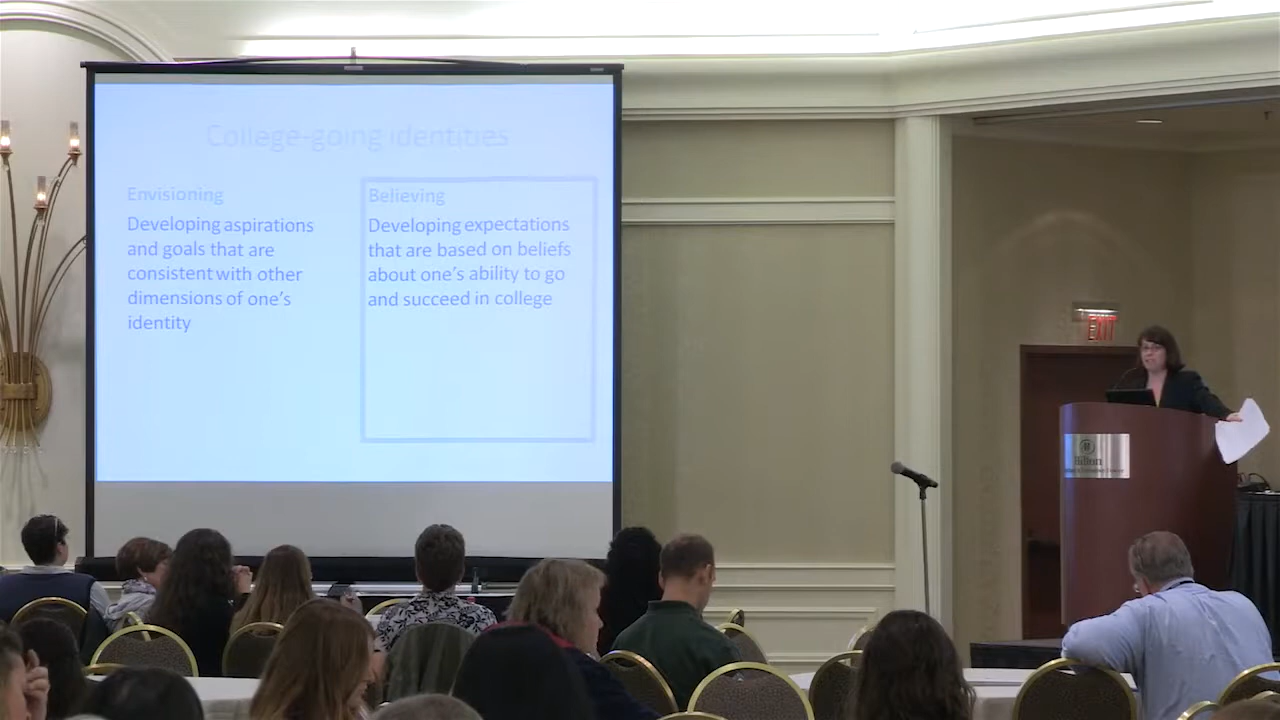 College-going identities
Envisioning
Developing aspirations
and goals that are
consistent with other
dimensions of one's
identity
Believing
Developing expectations
that are based on beliefs
about one's ability to go
and succeed in college
EXIT
Hilton